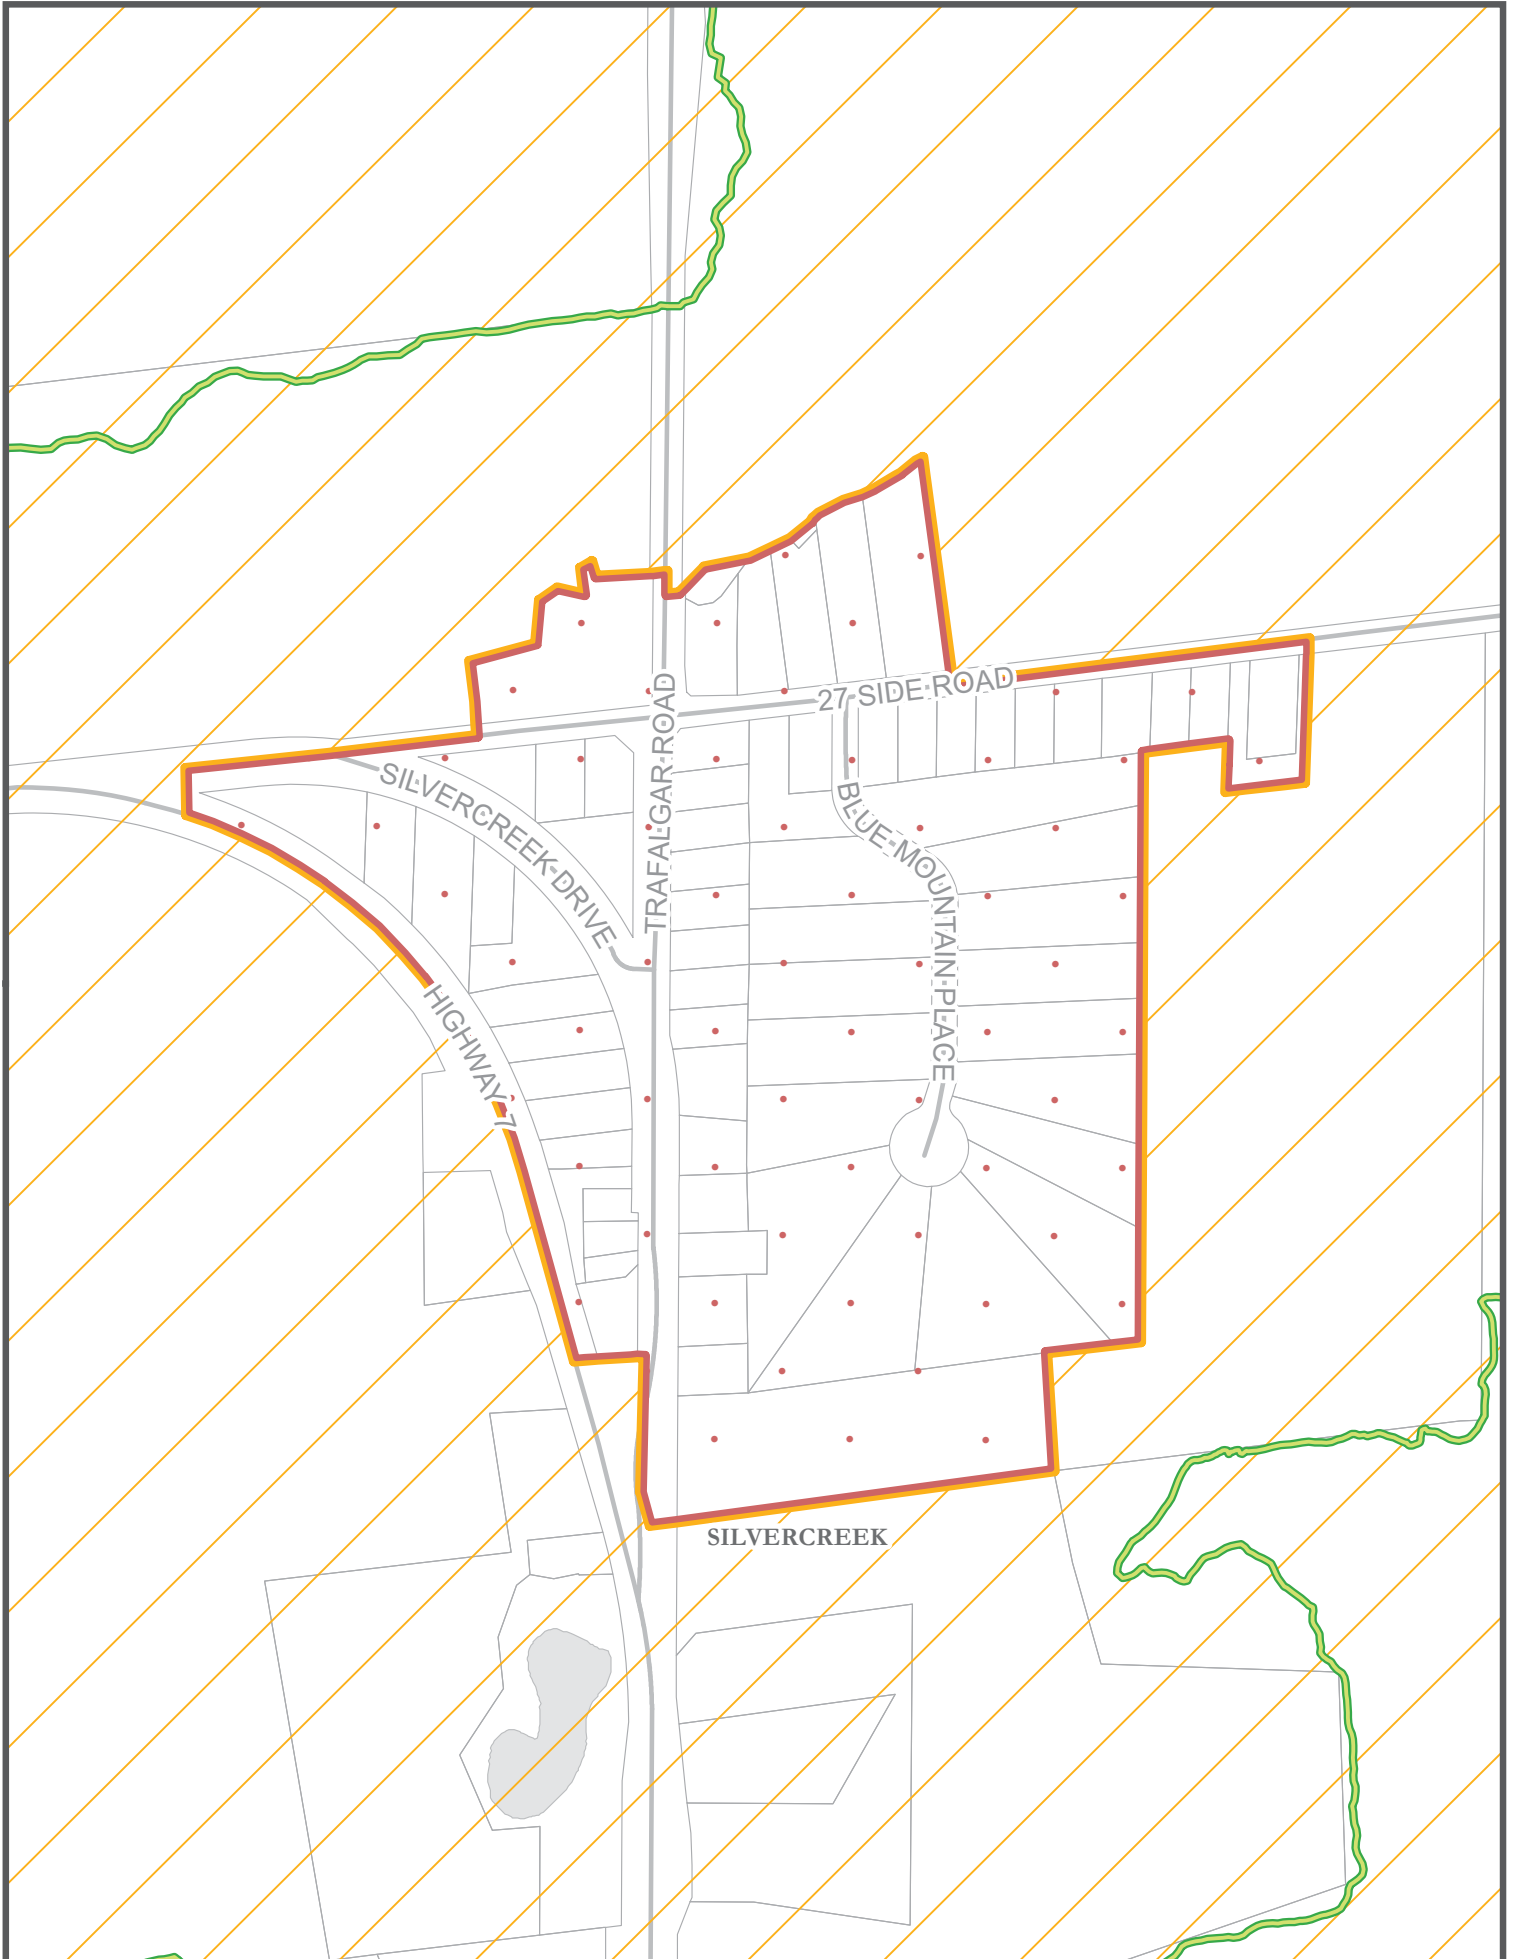 27 SIDE ROAD
SILVERCREEK DRIVE
TRAFALGAR ROAD
BLUE MOUNTAIN PLACE
HIGHWAY 7
SILVERCREEK